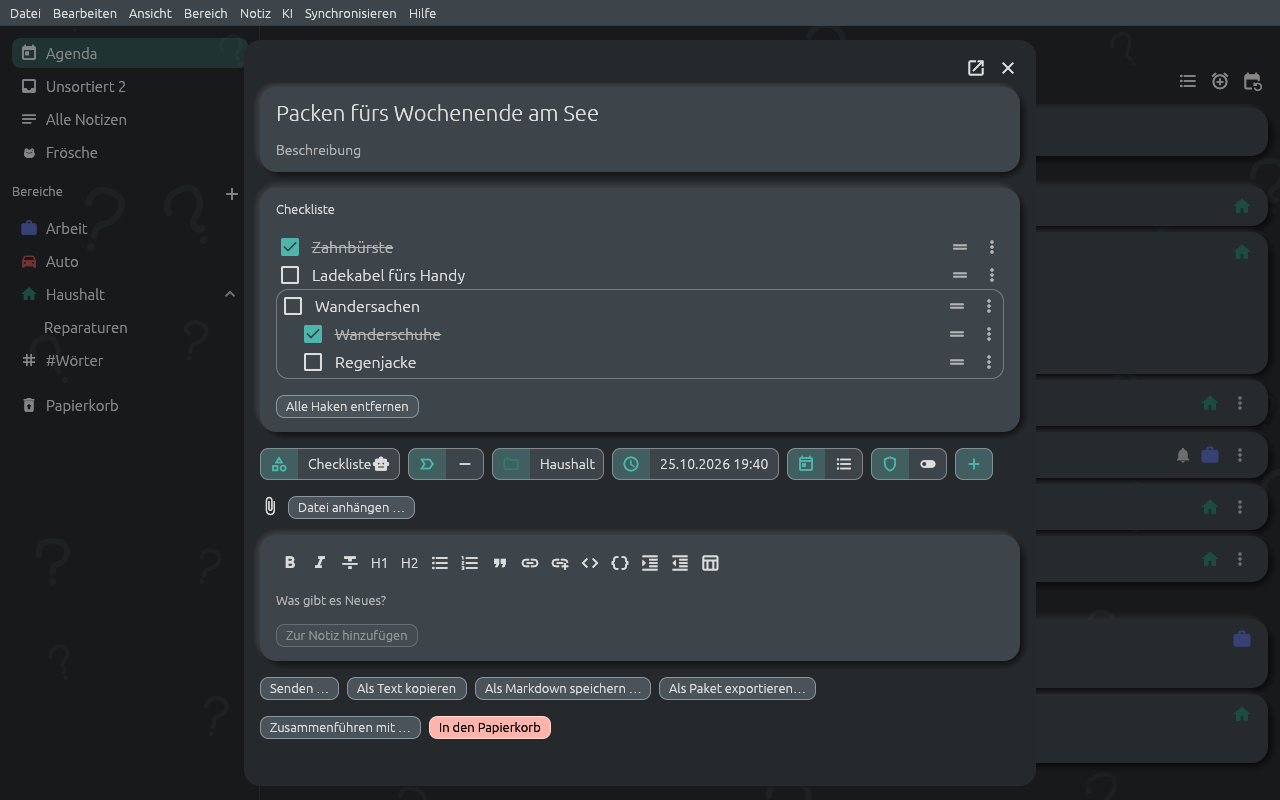 Datei Bearbeiten Ansicht Bereich Notiz KI Synchronisieren Hilfe
Agenda
Unsortiert 2
Alle Notizen
Frösche
Bereiche
Arbeit
Auto
Haushalt
Reparaturen
#Wörter
Papierkorb
Packen fürs Wochenende am See
Beschreibung
Checkliste
Zahnbürste
Ladekabel fürs Handy
Wandersachen
Wanderschuhe
Regenjacke
Alle Haken entfernen
Checkliste Haushalt 25.10.2026 19:40
Datei anhängen ...
H1 H2
Was gibt es Neues?
Zur Notiz hinzufügen
Senden ... Als Text kopieren Als Markdown speichern ... Als Paket exportieren...
Zusammenführen mit ... In den Papierkorb